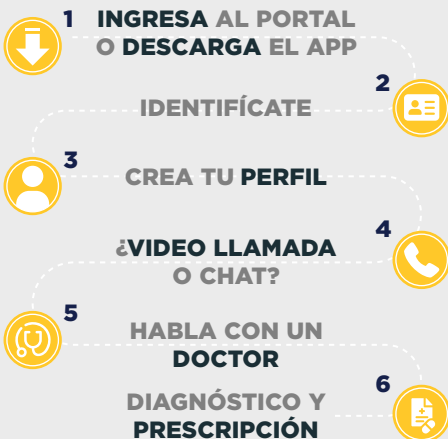 1 INGRESA AL PORTAL
O DESCARGA EL APP
2
IDENTIFÍCATE
3
CREA TU PERFIL
4
¿VIDEO LLAMADA
O CHAT?
5
HABLA CON UN
DOCTOR
6
DIAGNÓSTICO Y
PRESCRIPCIÓN